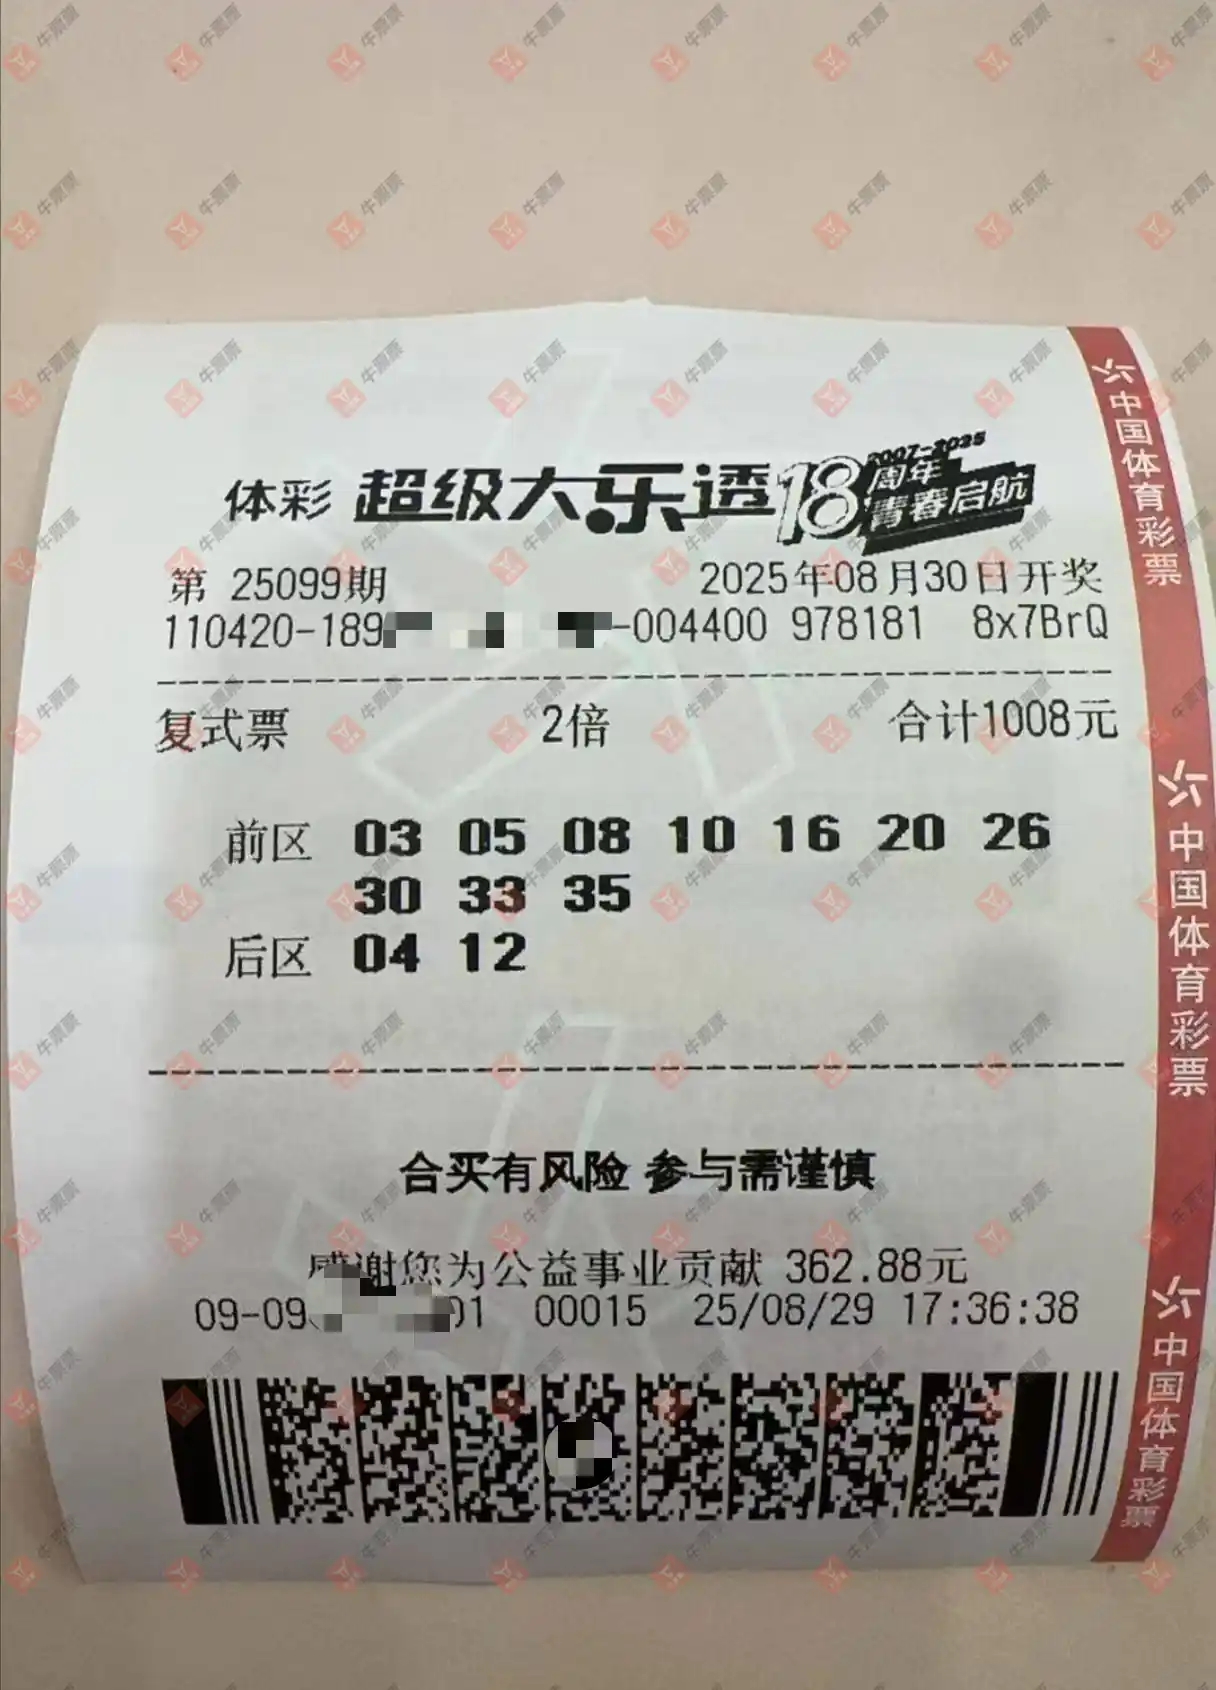 体彩 超级大乐透 18周年 2007-2025 青春启航
第 25099期 2025年08月30日开奖
110420-189 -004400 978181 8x7BrQ
复式票 2倍 合计1008元
前区 03 05 08 10 16 20 26
30 33 35
后区 04 12
合买有风险 参与需谨慎
感谢您为公益事业贡献 362.88元
09-09 01 00015 25/08/29 17:36:38
中国体育彩票
中国体育彩票
中国体育彩票
牛票票